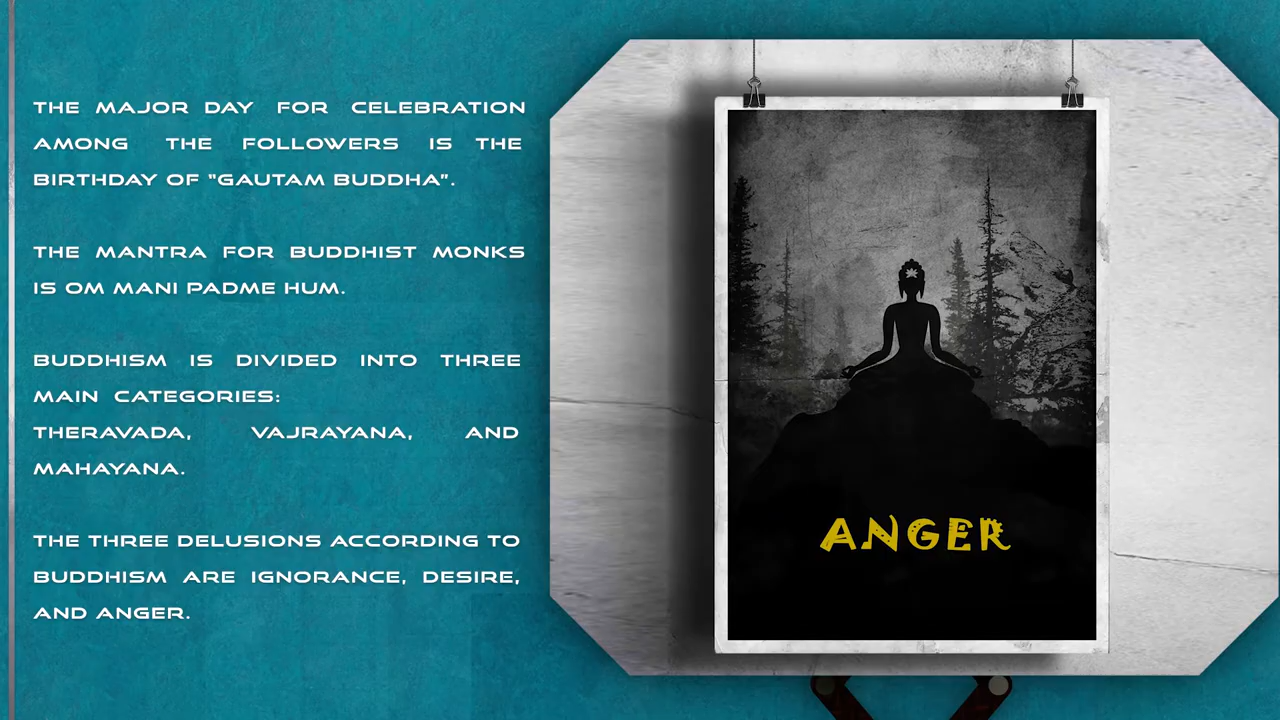 THE MAJOR DAY FOR CELEBRATION
AMONG THE FOLLOWERS IS THE
BIRTHDAY OF "GAUTAM BUDDHA".
THE MANTRA FOR BUDDHIST MONKS
IS OM MANI PADME HUM.
BUDDHISM IS DIVIDED INTO THREE
MAIN CATEGORIES:
THERAVADA, VAJRAYANA, AND
MAHAYANA.
THE THREE DELUSIONS ACCORDING TO
BUDDHISM ARE IGNORANCE, DESIRE,
AND ANGER.
ANGER